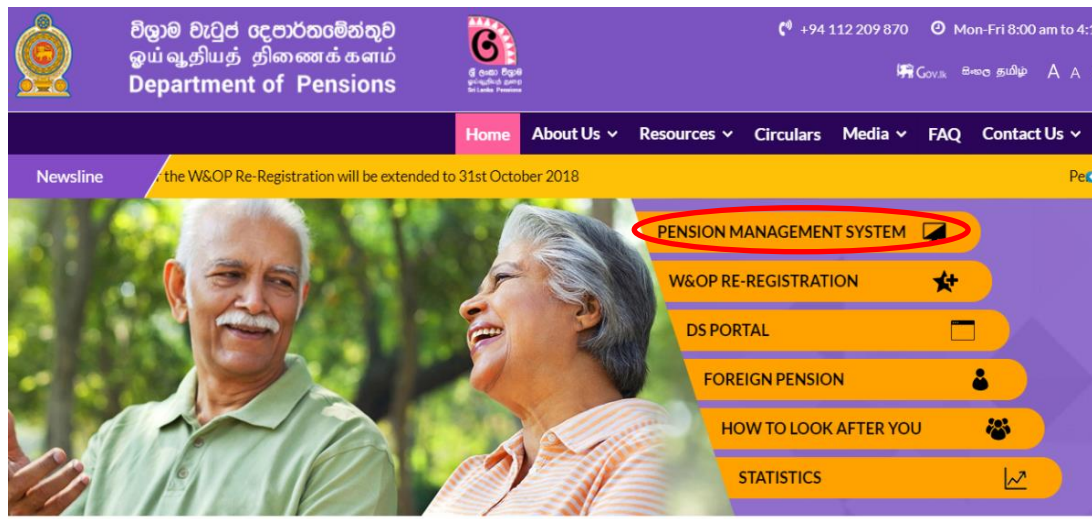 විශ්‍රාම වැටුප් දෙපාර්තමේන්තුව
ஓய்வூதியத் திணைக்களம்
Department of Pensions
ශ්‍රී ලංකා විශ්‍රාම
Sri Lanka Pensions
+94 112 209 870
Mon-Fri 8:00 am to 4:
Gov.lk සිංහල தமிழ் A A
Home About Us Resources Circulars Media FAQ Contact Us
Newsline
the W&OP Re-Registration will be extended to 31st October 2018
PENSION MANAGEMENT SYSTEM
W&OP RE-REGISTRATION
DS PORTAL
FOREIGN PENSION
HOW TO LOOK AFTER YOU
STATISTICS